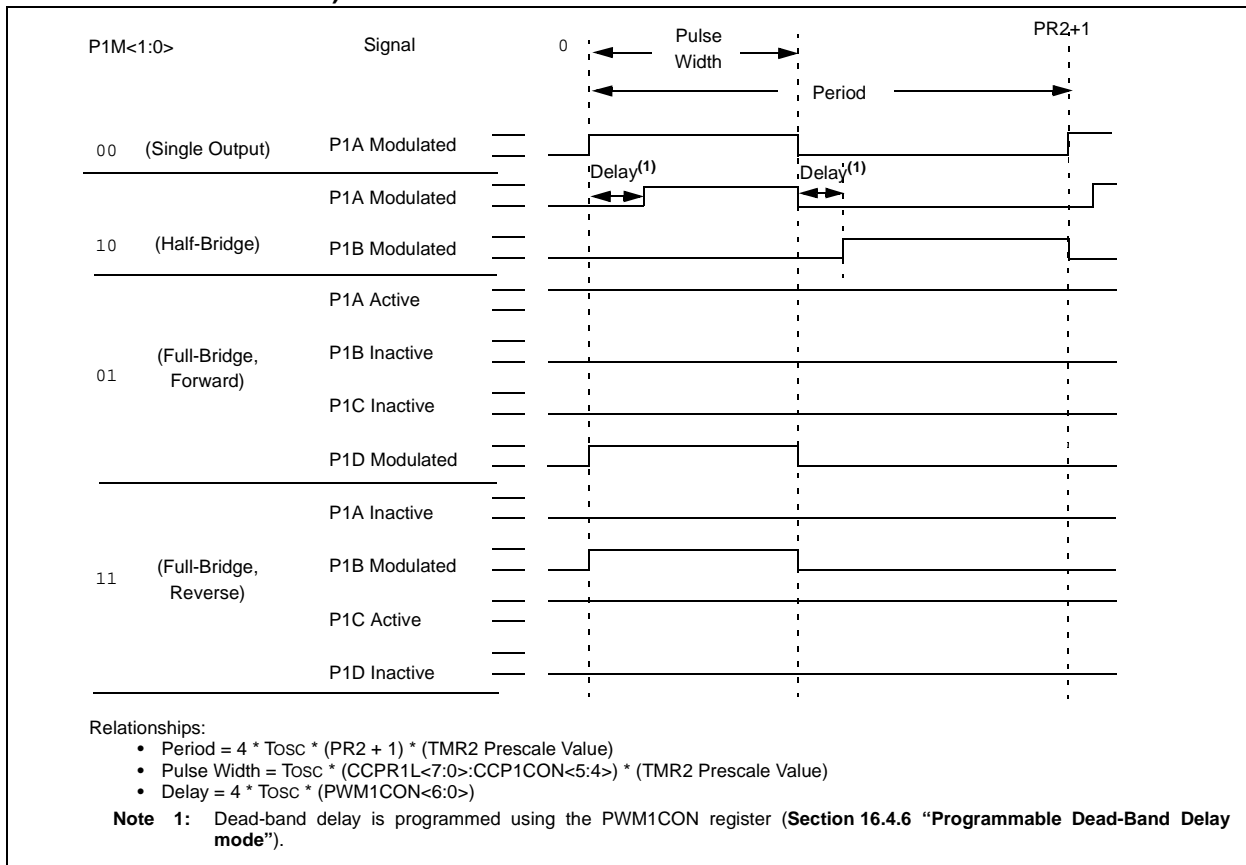 P1M<1:0> Signal 0 Pulse Width PR2+1
Period
00 (Single Output) P1A Modulated
Delay(1) Delay(1)
P1A Modulated
10 (Half-Bridge) P1B Modulated
P1A Active
01 (Full-Bridge, Forward) P1B Inactive
P1C Inactive
P1D Modulated
P1A Inactive
11 (Full-Bridge, Reverse) P1B Modulated
P1C Active
P1D Inactive
Relationships:
• Period = 4 * TOSC * (PR2 + 1) * (TMR2 Prescale Value)
• Pulse Width = TOSC * (CCPR1L<7:0>:CCP1CON<5:4>) * (TMR2 Prescale Value)
• Delay = 4 * TOSC * (PWM1CON<6:0>)
Note 1: Dead-band delay is programmed using the PWM1CON register (Section 16.4.6 “Programmable Dead-Band Delay
mode”).